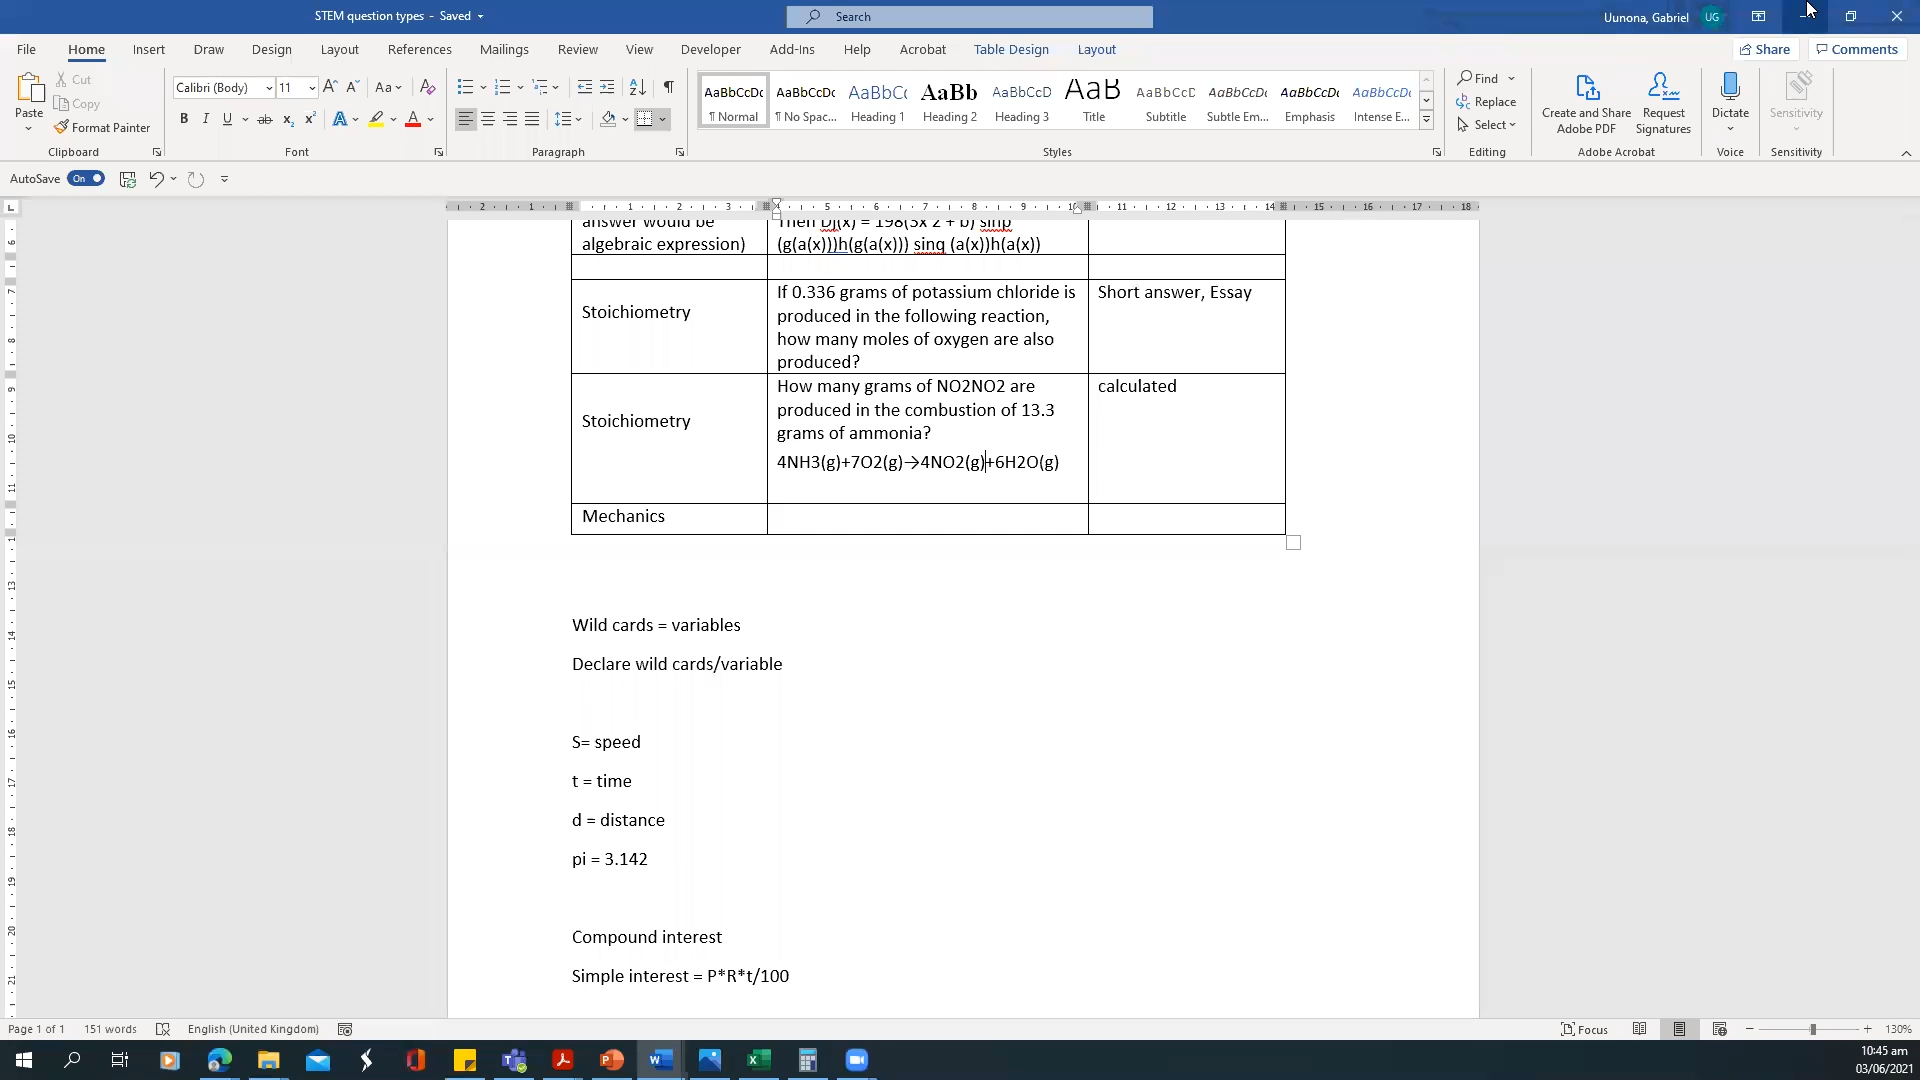 STEM question types - Saved
Search
Uunona, Gabriel
UG
File Home Insert Draw Design Layout References Mailings Review View Developer Add-Ins Help Acrobat Table Design Layout
Share
Comments
Paste
Cut
Copy
Format Painter
Calibri (Body)
11
AaBbCcDc AaBbCcDc AaBbCc AaBb AaBbCcD AaB AaBbCcD AaBbCcDc AaBbCcDc AaBbCcDc
¶ Normal ¶ No Spac... Heading 1 Heading 2 Heading 3 Title Subtitle Subtle Em... Emphasis Intense E...
Find
Replace
Select
Create and Share Adobe PDF
Request Signatures
Dictate
Sensitivity
Clipboard Font Paragraph Styles Editing Adobe Acrobat Voice Sensitivity
AutoSave On
answer would be
algebraic expression)
(g(a(x)))h(g(a(x))) sinq (a(x))h(a(x))
Stoichiometry
If 0.336 grams of potassium chloride is
produced in the following reaction,
how many moles of oxygen are also
produced?
Short answer, Essay
Stoichiometry
How many grams of NO2NO2 are
produced in the combustion of 13.3
grams of ammonia?
4NH3(g)+7O2(g)→4NO2(g)+6H2O(g)
calculated
Mechanics
Wild cards = variables
Declare wild cards/variable
S= speed
t = time
d = distance
pi = 3.142
Compound interest
Simple interest = P*R*t/100
Page 1 of 1 151 words English (United Kingdom)
Focus
130%
10:45 am
03/06/2021